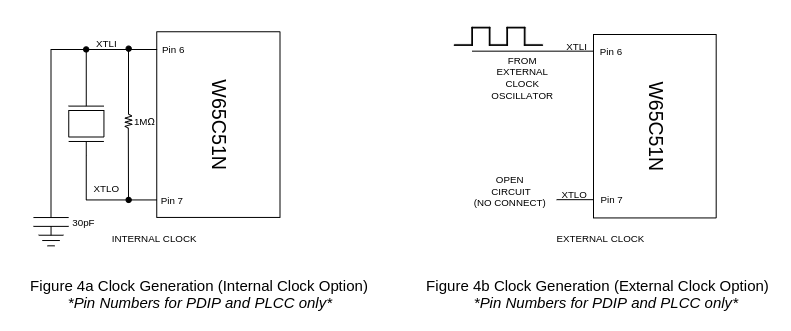 XTLI
Pin 6
1MΩ
W65C51N
XTLO
Pin 7
30pF
INTERNAL CLOCK
Figure 4a Clock Generation (Internal Clock Option)
*Pin Numbers for PDIP and PLCC only*
XTLI
Pin 6
FROM
EXTERNAL
CLOCK
OSCILLATOR
W65C51N
OPEN
CIRCUIT
(NO CONNECT)
XTLO
Pin 7
EXTERNAL CLOCK
Figure 4b Clock Generation (External Clock Option)
*Pin Numbers for PDIP and PLCC only*